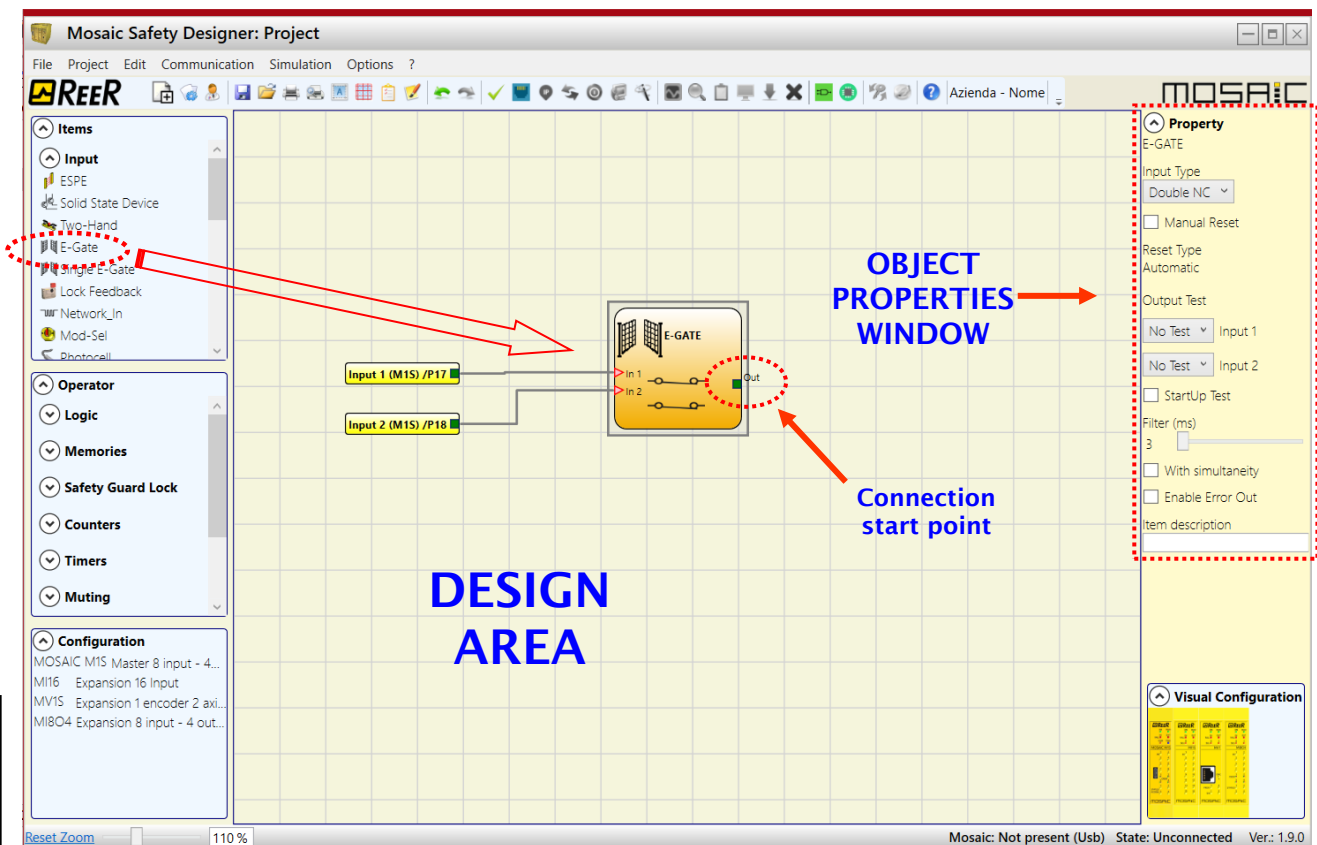 Mosaic Safety Designer: Project
File Project Edit Communication Simulation Options ?
REER
Azienda - Nome
MOSAIC
Items
Input
ESPE
Solid State Device
Two-Hand
E-Gate
Single E-Gate
Lock Feedback
Network_In
Mod-Sel
Photocell
Operator
Logic
Memories
Safety Guard Lock
Counters
Timers
Muting
Configuration
MOSAIC M1S Master 8 input - 4...
MI16 Expansion 16 Input
MV1S Expansion 1 encoder 2 axi...
MI8O4 Expansion 8 input - 4 out...
Reset Zoom
110 %
Input 1 (M1S) /P17
Input 2 (M1S) /P18
E-GATE
In 1
In 2
Out
OBJECT
PROPERTIES
WINDOW
Connection
start point
DESIGN
AREA
Property
E-GATE
Input Type
Double NC
Manual Reset
Reset Type
Automatic
Output Test
No Test Input 1
No Test Input 2
StartUp Test
Filter (ms)
3
With simultaneity
Enable Error Out
Item description
Visual Configuration
Mosaic: Not present (Usb) State: Unconnected Ver.: 1.9.0